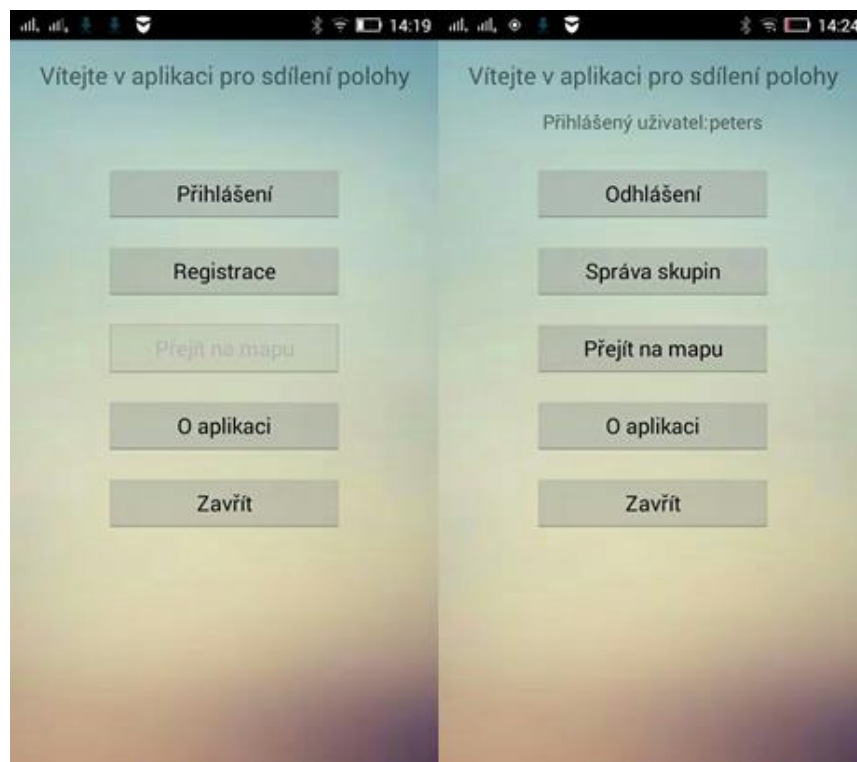 14:19
Vítejte v aplikaci pro sdílení polohy
Přihlášení
Registrace
Přejít na mapu
O aplikaci
Zavřít
14:24
Vítejte v aplikaci pro sdílení polohy
Přihlášený uživatel:peters
Odhlášení
Správa skupin
Přejít na mapu
O aplikaci
Zavřít